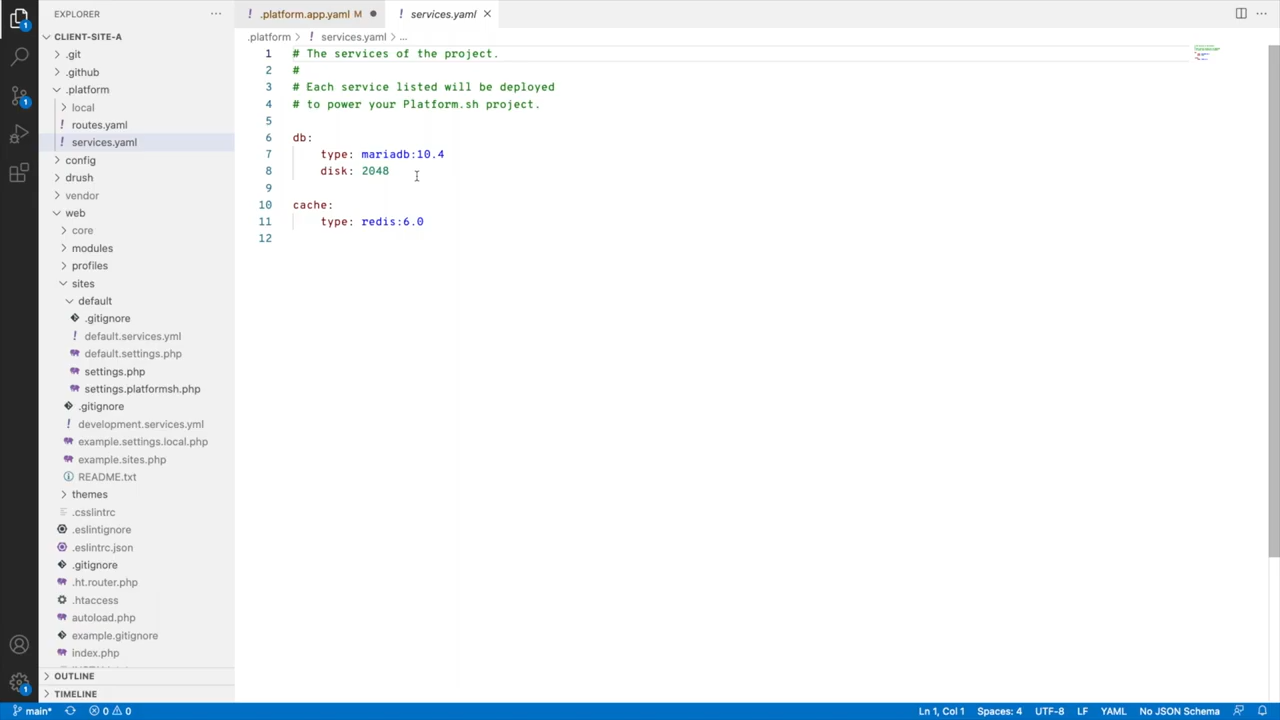 EXPLORER
.platform.app.yaml M
services.yaml
CLIENT-SITE-A
.platform
services.yaml
...
.git
.github
.platform
local
routes.yaml
services.yaml
config
drush
vendor
web
core
modules
profiles
sites
default
.gitignore
default.services.yml
default.settings.php
settings.php
settings.platformsh.php
.gitignore
development.services.yml
example.settings.local.php
example.sites.php
README.txt
themes
.csslintrc
.eslintignore
.eslintrc.json
.gitignore
.ht.router.php
.htaccess
autoload.php
example.gitignore
index.php
OUTLINE
TIMELINE
1 # The services of the project.
2 #
3 # Each service listed will be deployed
4 # to power your Platform.sh project.
5
6 db:
7 type: mariadb:10.4
8 disk: 2048
9
10 cache:
11 type: redis:6.0
12
1
1
1
main* 0 0 Ln 1, Col 1 Spaces: 4 UTF-8 LF YAML No JSON Schema